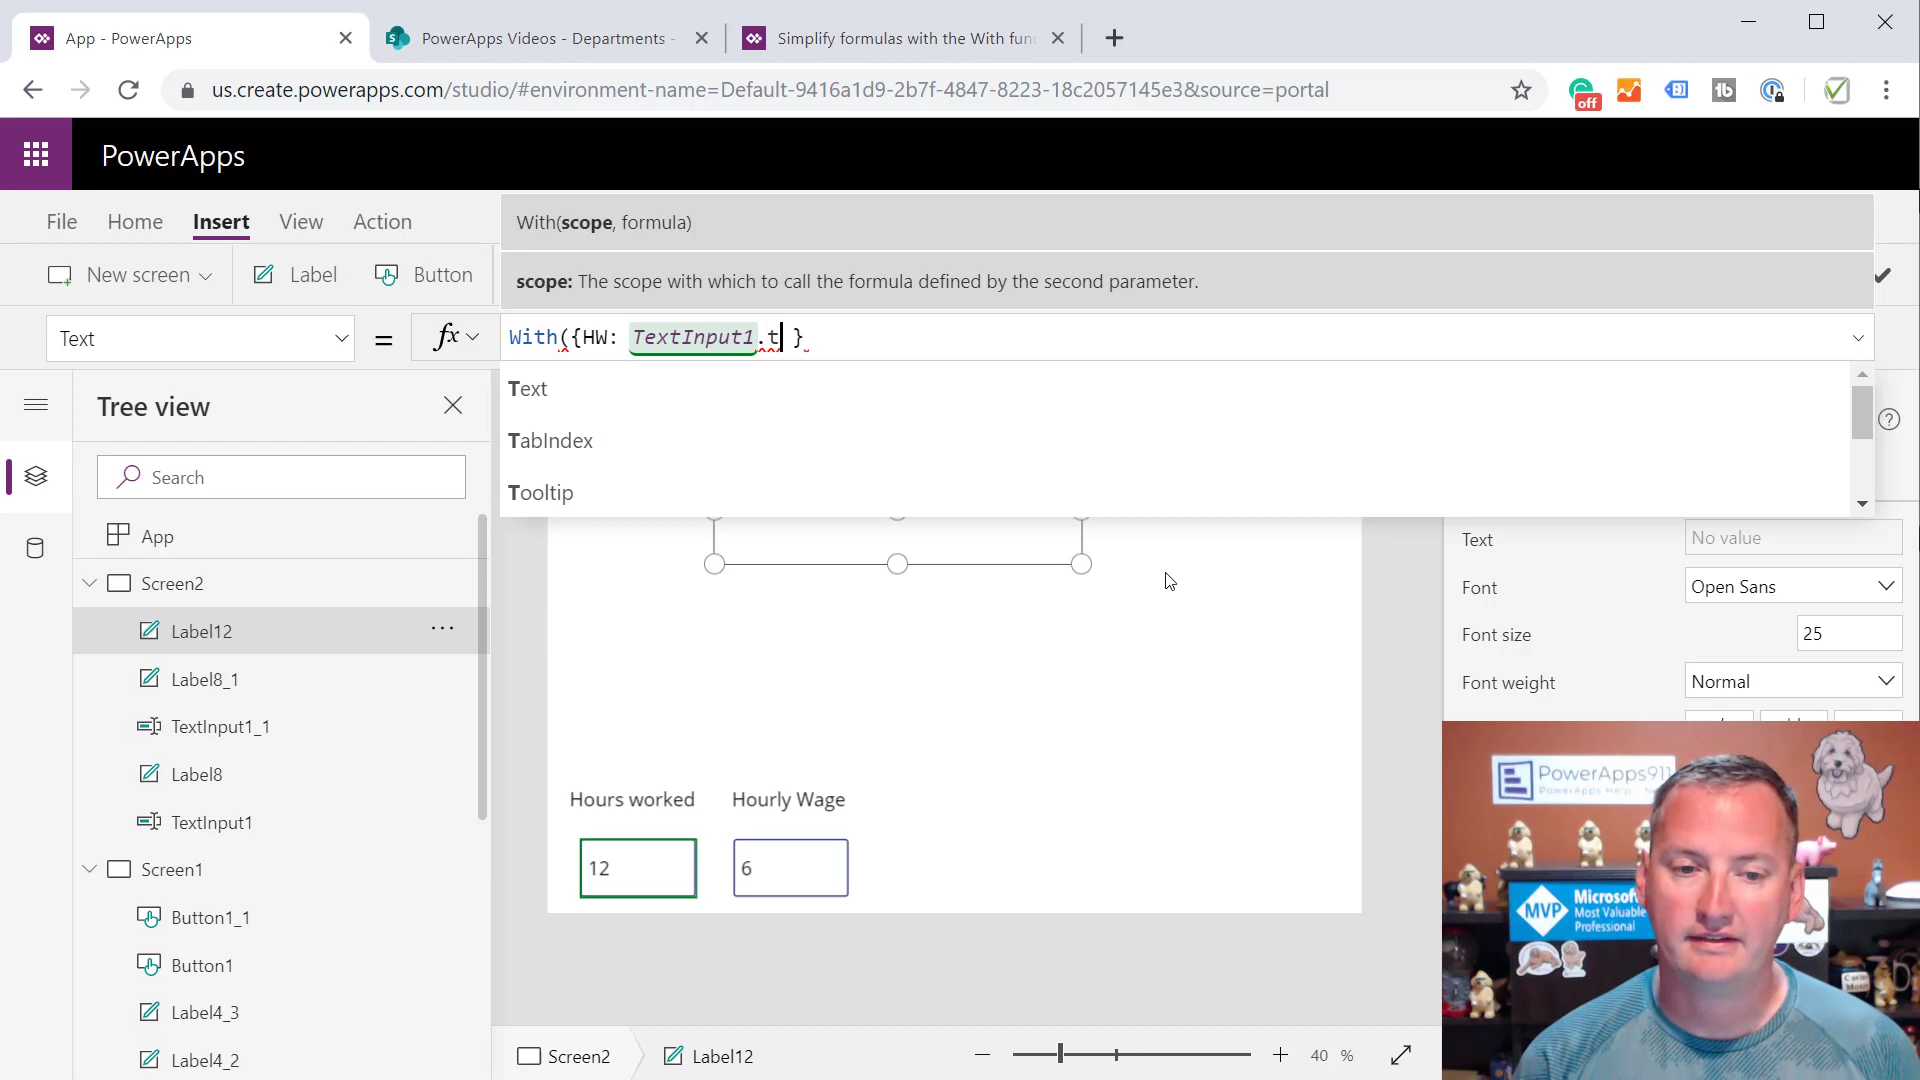 App - PowerApps
PowerApps Videos - Departments -
Simplify formulas with the With func
us.create.powerapps.com/studio/#environment-name=Default-9416a1d9-2b7f-4847-8223-18c2057145e3&source=portal
off
PowerApps
File Home Insert View Action
With(scope, formula)
New screen Label Button
scope: The scope with which to call the formula defined by the second parameter.
Text = fx With({HW: TextInput1.t }
Text
TabIndex
Tooltip
Tree view
Search
App
Screen2
Label12
Label8_1
TextInput1_1
Label8
TextInput1
Screen1
Button1_1
Button1
Label4_3
Label4_2
Hours worked Hourly Wage
12 6
Text No value
Font Open Sans
Font size 25
Font weight Normal
PowerApps911
MVP
Microsof
Most Valuable
Professional
Screen2 Label12 40 %